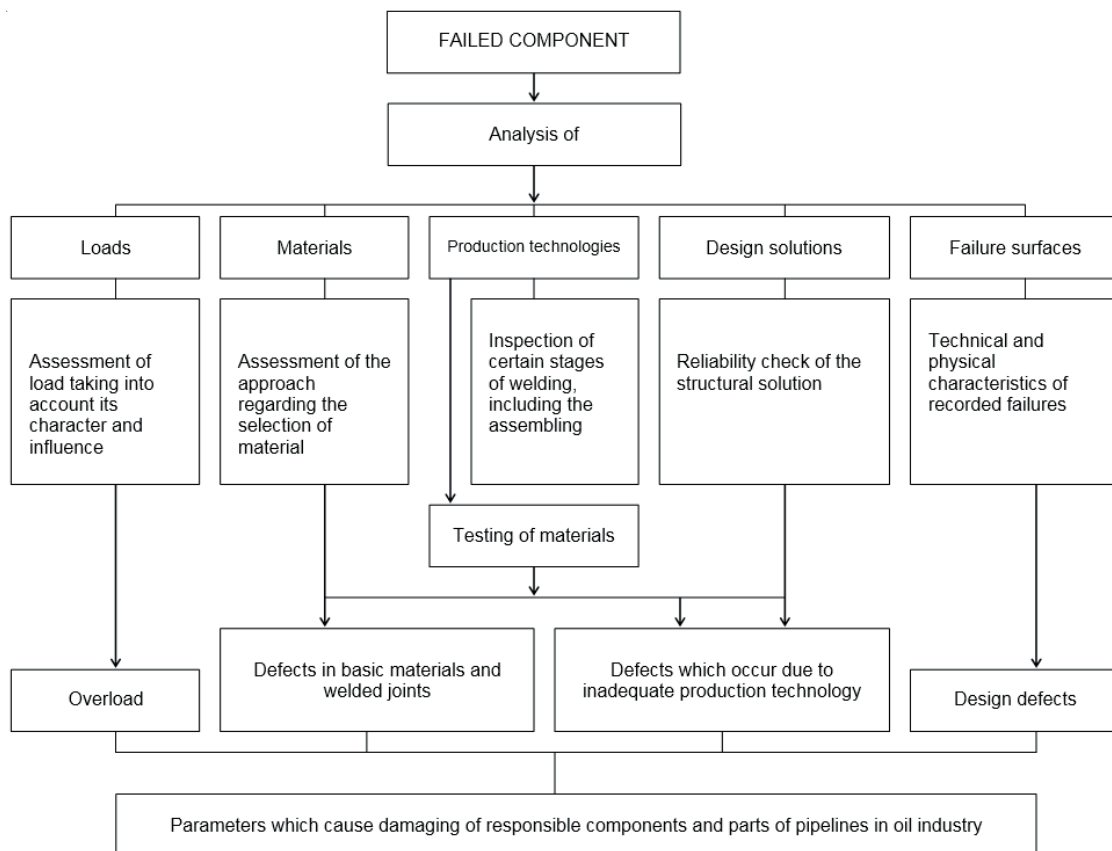 FAILED COMPONENT
Analysis of
Loads
Materials
Production technologies
Design solutions
Failure surfaces
Assessment of
load taking into
account its
character and
influence
Assessment of the
approach
regarding the
selection of
material
Inspection of
certain stages
of welding,
including the
assembling
Reliability check of the
structural solution
Technical and
physical
characteristics of
recorded failures
Testing of materials
Overload
Defects in basic materials and
welded joints
Defects which occur due to
inadequate production technology
Design defects
Parameters which cause damaging of responsible components and parts of pipelines in oil industry